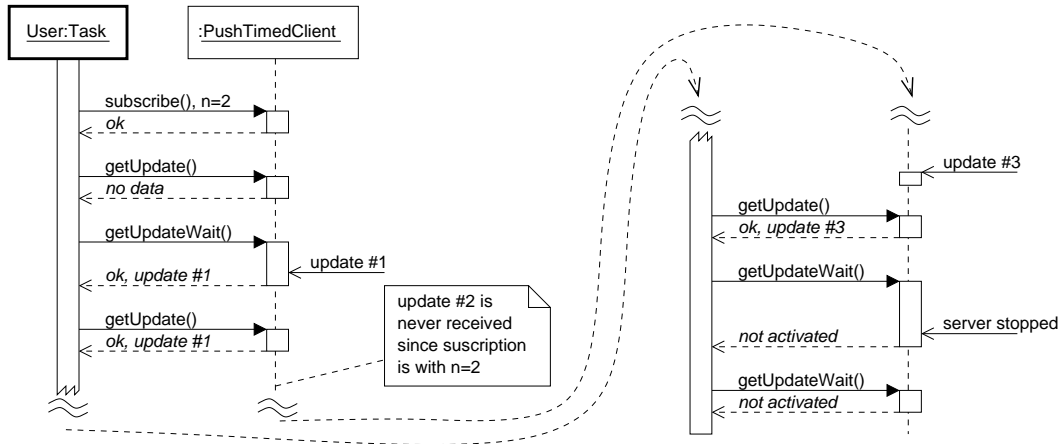 User:Task
:PushTimedClient
subscribe(), n=2
ok
getUpdate()
no data
getUpdateWait()
update #1
ok, update #1
getUpdate()
ok, update #1
update #2 is
never received
since suscription
is with n=2
update #3
getUpdate()
ok, update #3
getUpdateWait()
server stopped
not activated
getUpdateWait()
not activated